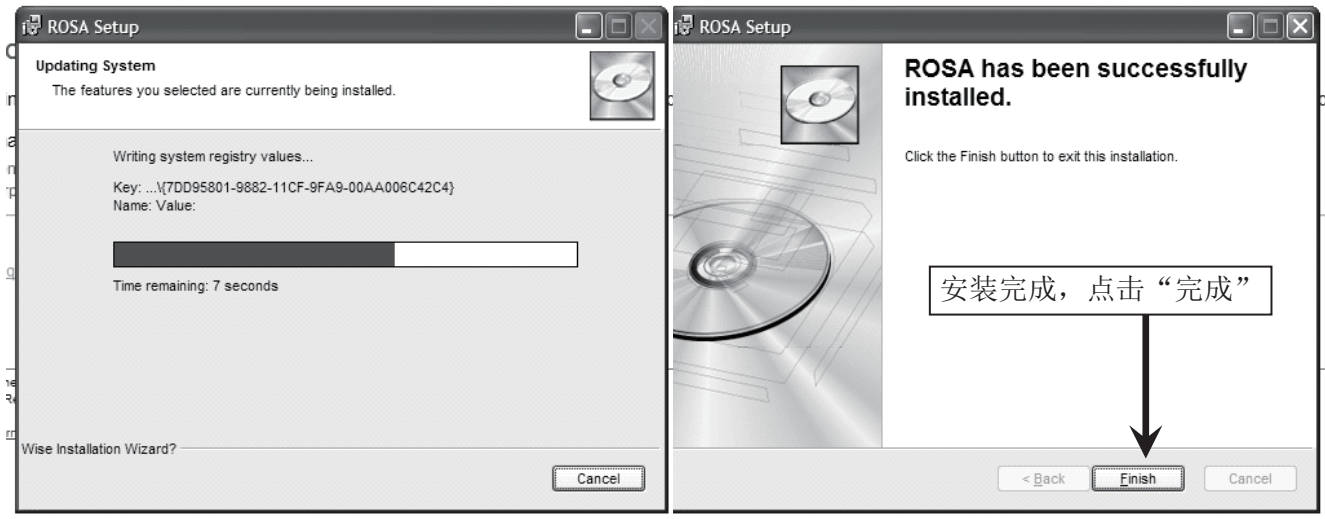 ROSA Setup
Updating System
The features you selected are currently being installed.
Writing system registry values...
Key: ...\{7DD95801-9882-11CF-9FA9-00AA006C42C4}
Name: Value:
Time remaining: 7 seconds
Wise Installation Wizard?
Cancel
ROSA Setup
ROSA has been successfully
installed.
Click the Finish button to exit this installation.
安装完成，点击“完成”
< Back Finish Cancel